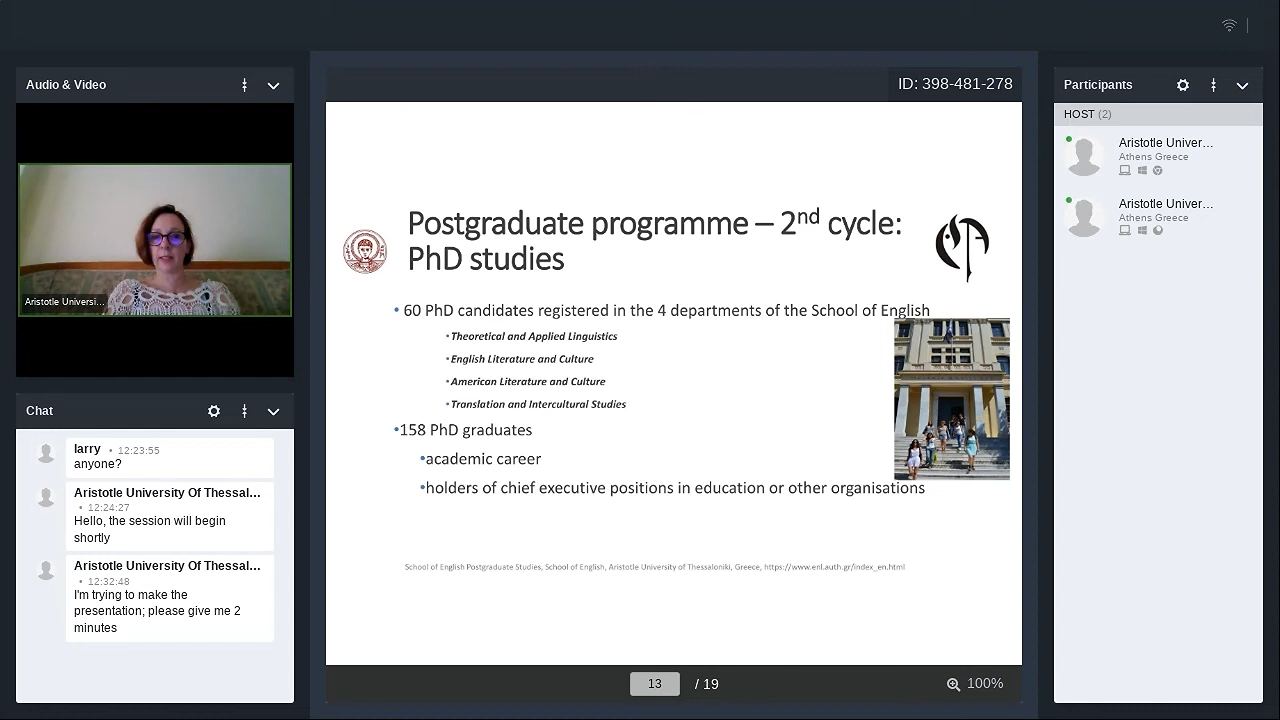 Audio & Video
Aristotle Universi...
Chat
larry • 12:23:55
anyone?
Aristotle University Of Thessal...
• 12:24:27
Hello, the session will begin
shortly
Aristotle University Of Thessal...
• 12:32:48
I'm trying to make the
presentation; please give me 2
minutes
ID: 398-481-278
Postgraduate programme – 2nd cycle:
PhD studies
• 60 PhD candidates registered in the 4 departments of the School of English
• Theoretical and Applied Linguistics
• English Literature and Culture
• American Literature and Culture
• Translation and Intercultural Studies
• 158 PhD graduates
• academic career
• holders of chief executive positions in education or other organisations
School of English Postgraduate Studies, School of English, Aristotle University of Thessaloniki, Greece, https://www.enl.auth.gr/index_en.html
13 / 19
100%
Participants
HOST (2)
Aristotle Univer...
Athens Greece
Aristotle Univer...
Athens Greece